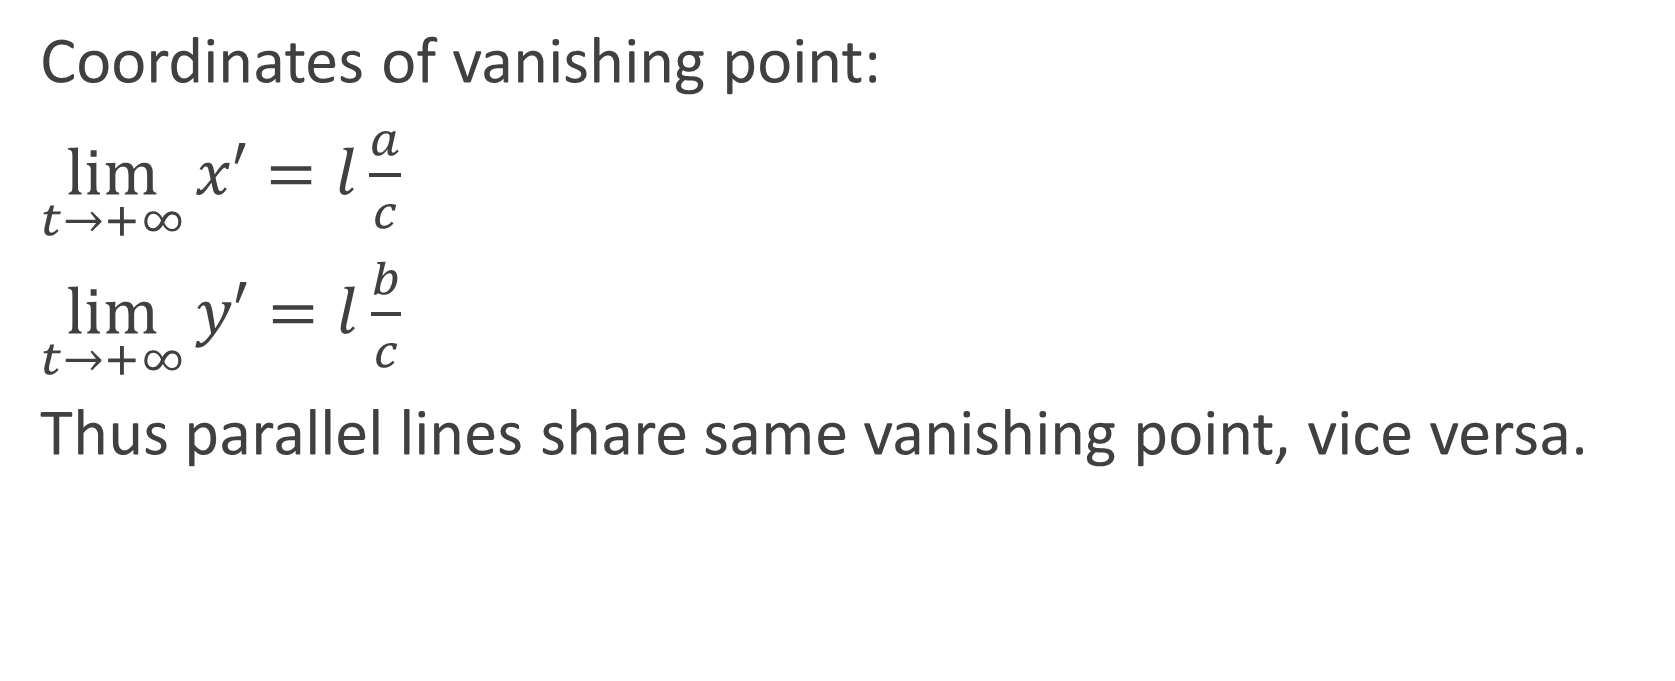 Coordinates of vanishing point:
lim x′ = l a/c
t→+∞
lim y′ = l b/c
t→+∞
Thus parallel lines share same vanishing point, vice versa.